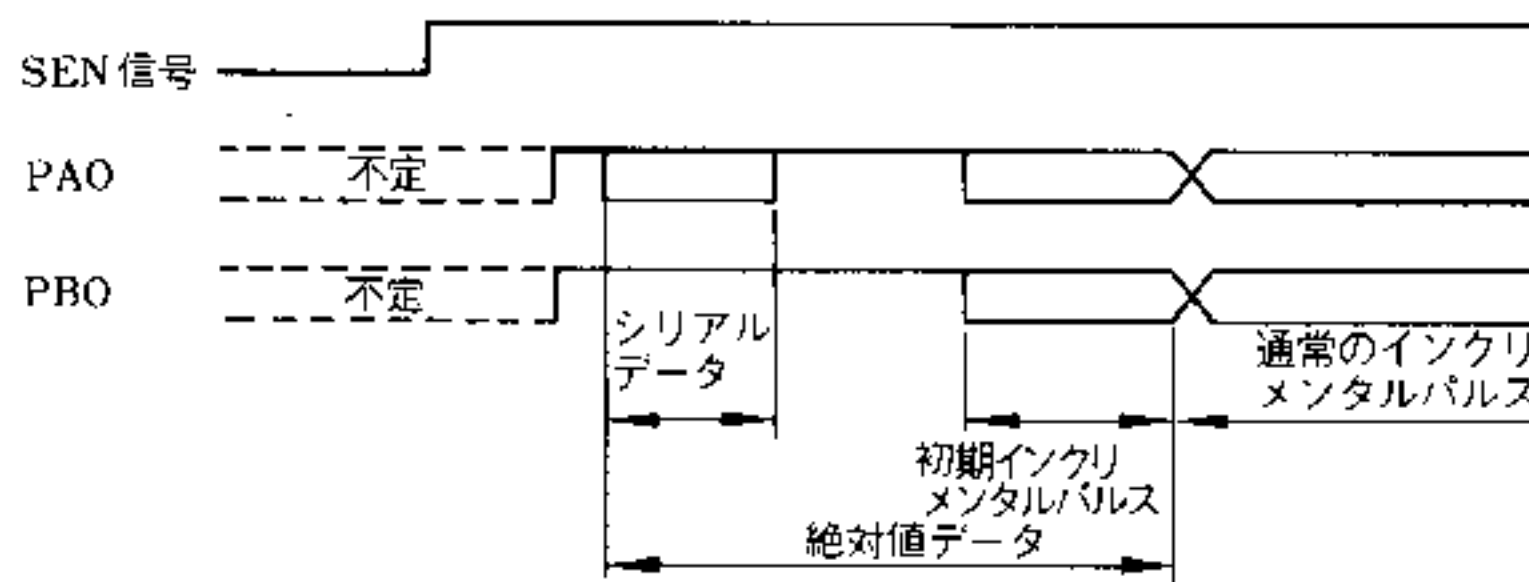 SEN信号
PAO
不定
PBO
不定
シリアル
データ
通常のインクリ
メンタルパルス
初期インクリ
メンタルパルス
絶対値データ